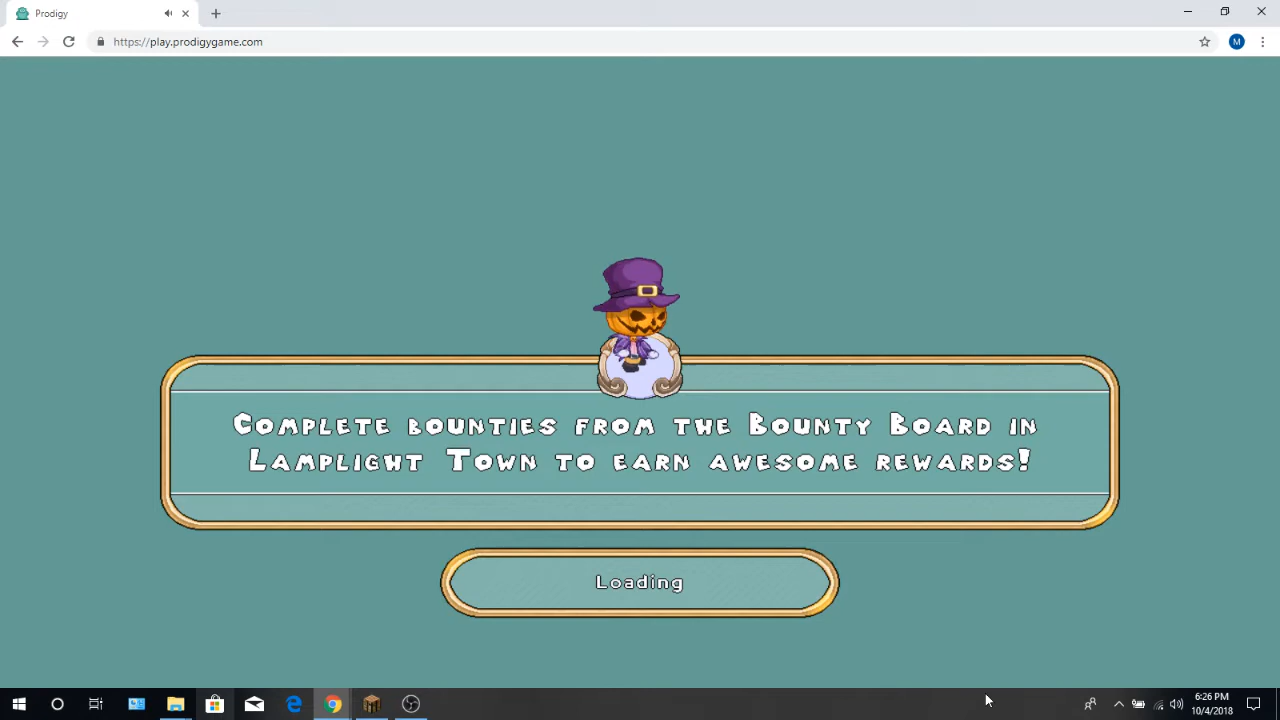 Prodigy
https://play.prodigygame.com
M
Complete bounties from the Bounty Board in
Lamplight Town to earn awesome rewards!
Loading
6:26 PM
10/4/2018